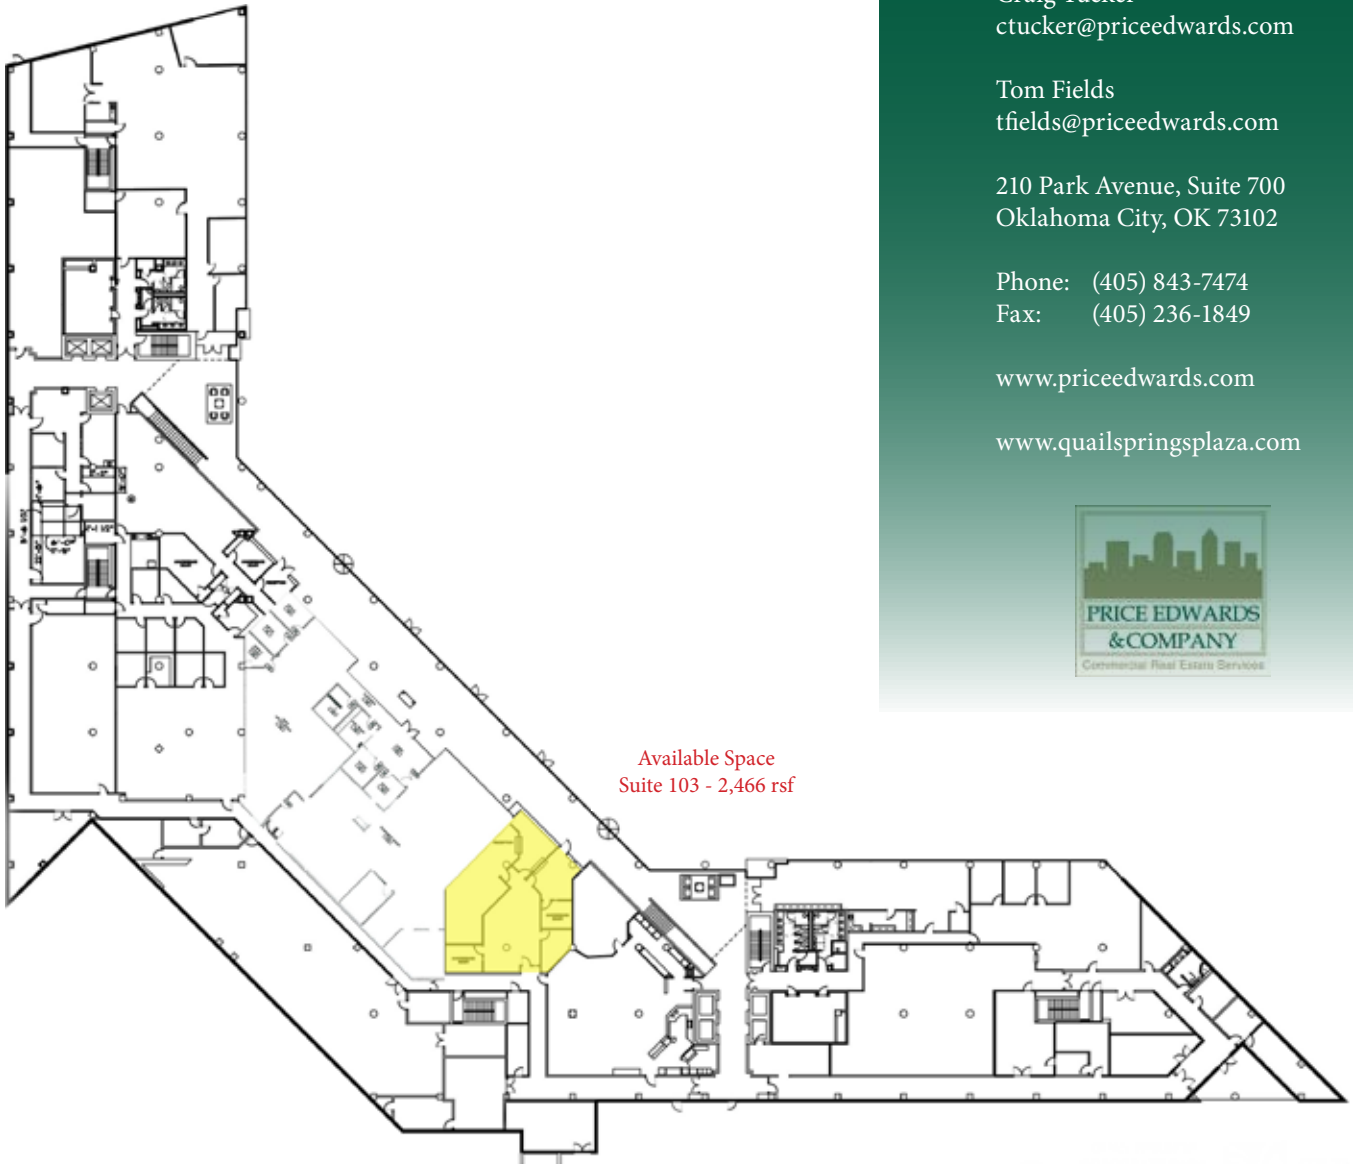 Craig Tucker
ctucker@priceedwards.com
Tom Fields
tfields@priceedwards.com
210 Park Avenue, Suite 700
Oklahoma City, OK 73102
Phone: (405) 843-7474
Fax: (405) 236-1849
www.priceedwards.com
www.quailspringsplaza.com
PRICE EDWARDS
& COMPANY
Commercial Real Estate Services
Available Space
Suite 103 - 2,466 rsf